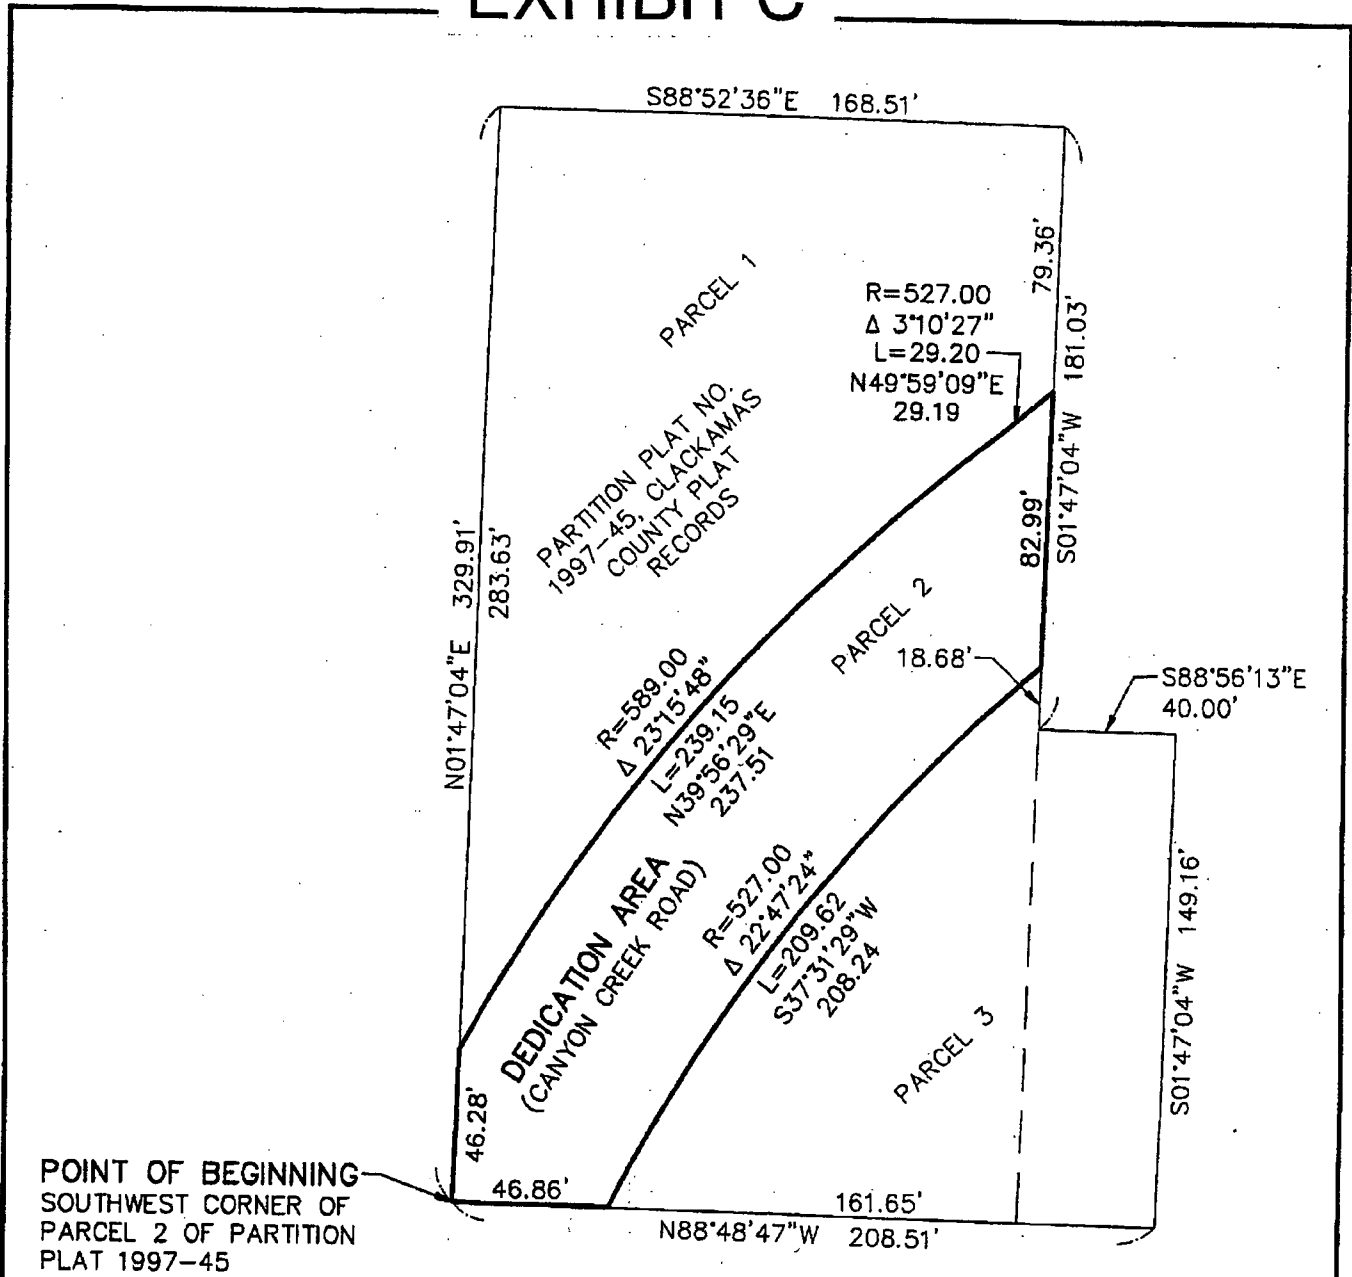 EXHIBIT C
S88°52'36"E 168.51'
PARCEL 1
79.36'
R=527.00
Δ 3°10'27"
L=29.20
N49°59'09"E
29.19
S01°47'04"W 181.03'
PARTITION PLAT NO.
1997-45, CLACKAMAS
COUNTY PLAT
RECORDS
N01°47'04"E 329.91'
283.63'
82.99'
PARCEL 2
18.68'
S88°56'13"E
40.00'
R=589.00
Δ 23°15'48"
L=239.15
N39°56'29"E
237.51
R=527.00
Δ 22°47'24"
L=209.62
S37°31'29"W
208.24
DEDICATION AREA
(CANYON CREEK ROAD)
PARCEL 3
S01°47'04"W 149.16'
46.28'
POINT OF BEGINNING
SOUTHWEST CORNER OF
PARCEL 2 OF PARTITION
PLAT 1997-45
46.86'
161.65'
N88°48'47"W 208.51'